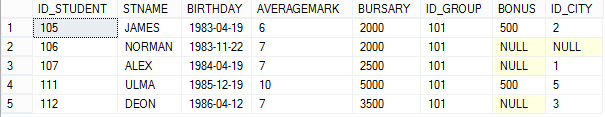 ID_STUDENT STNAME BIRTHDAY AVERAGEMARK BURSARY ID_GROUP BONUS ID_CITY
1 105 JAMES 1983-04-19 6 2000 101 500 2
2 106 NORMAN 1983-11-22 7 2000 101 NULL NULL
3 107 ALEX 1984-04-19 7 2500 101 NULL 1
4 111 ULMA 1985-12-19 10 5000 101 500 5
5 112 DEON 1986-04-12 7 3500 101 NULL 3